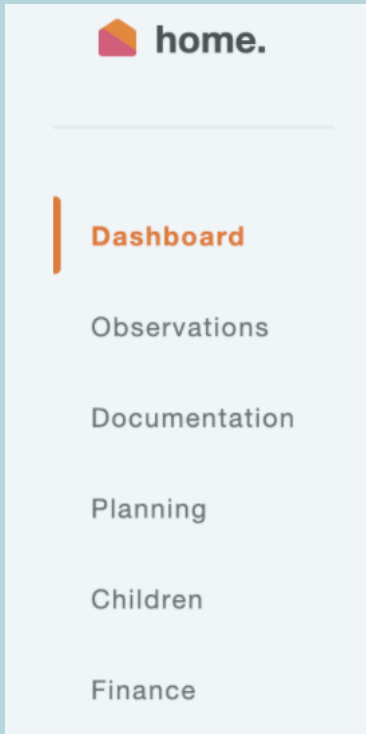 home.
Dashboard
Observations
Documentation
Planning
Children
Finance